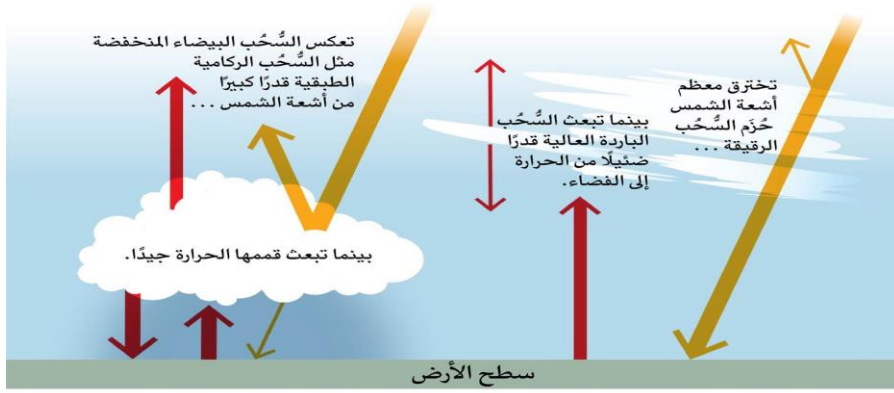 تعكس السُّحُب البيضاء المنخفضة
مثل السُّحُب الركامية
الطبقية قدرًا كبيرًا
من أشعة الشمس ...
بينما تبعث قممها الحرارة جيدًا.
تخترق معظم
أشعة الشمس
حُزَم السُّحُب
الرقيقة ...
بينما تبعث السُّحُب
الباردة العالية قدرًا
ضئيلًا من الحرارة
إلى الفضاء.
سطح الأرض